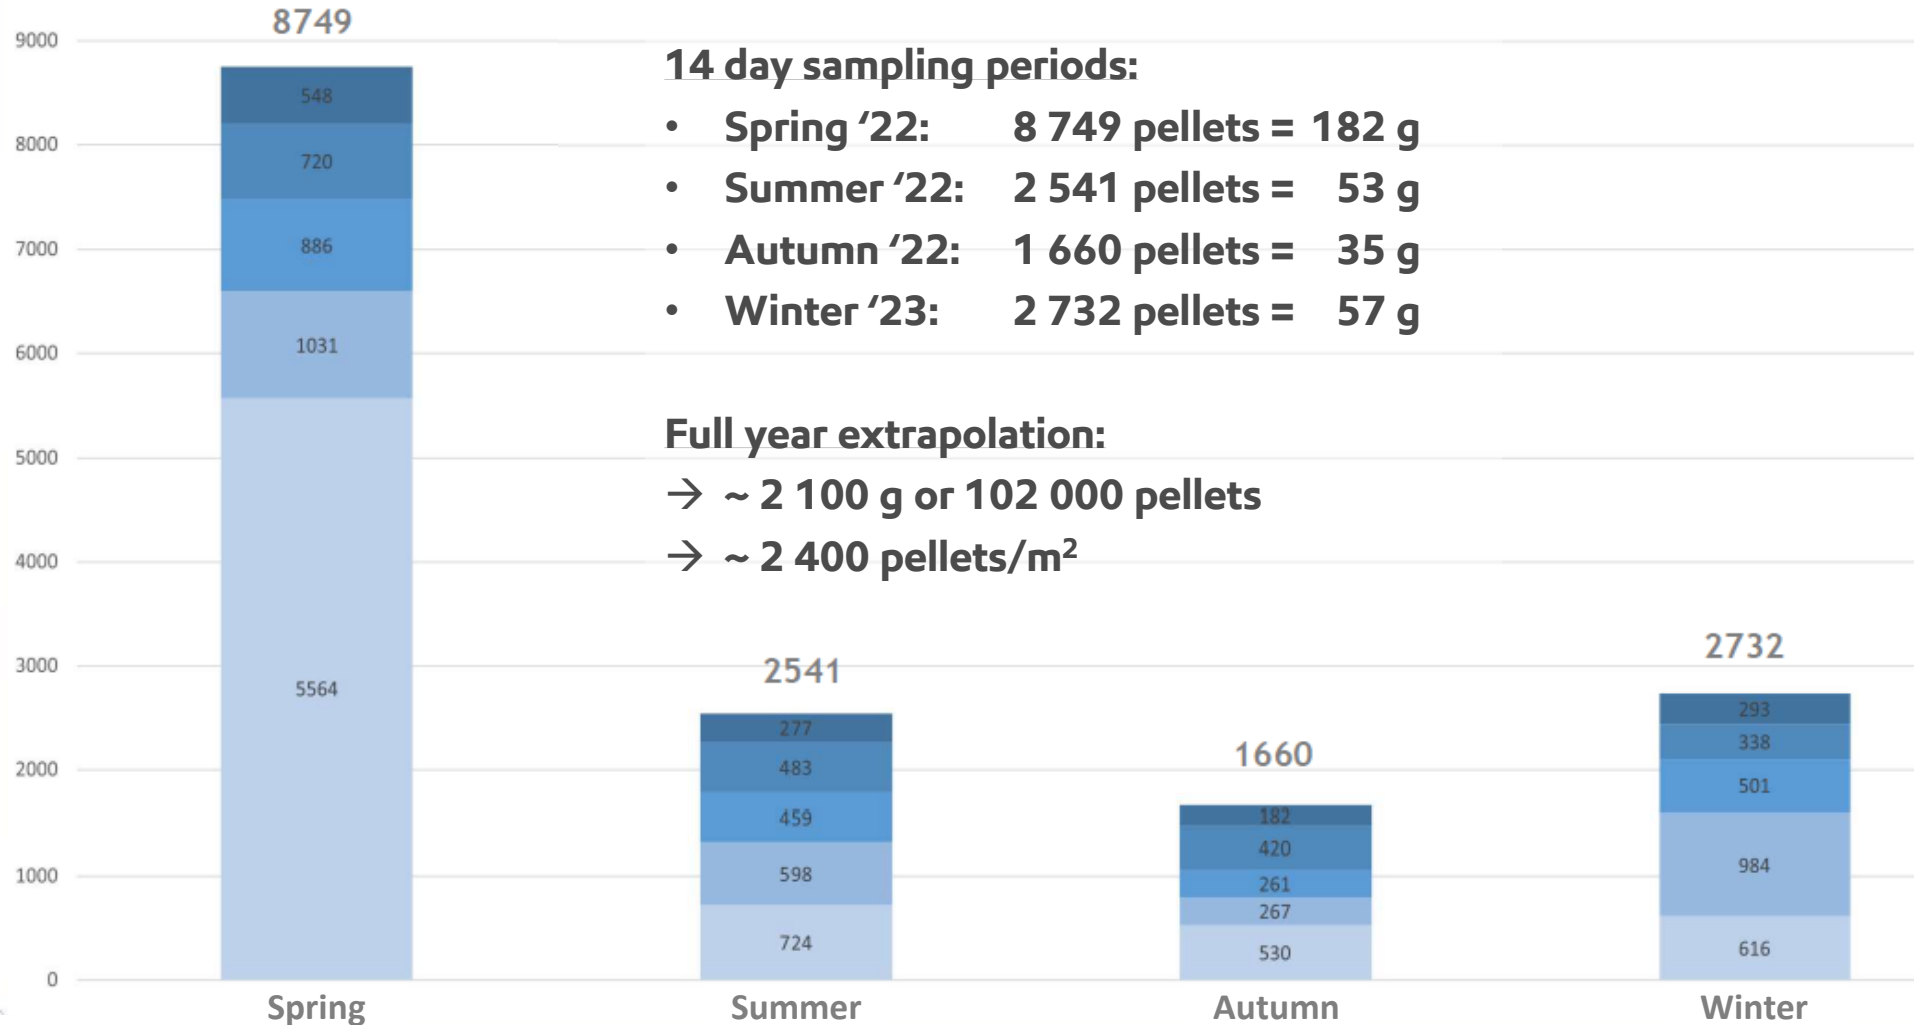 8749
9000
8000
7000
6000
5000
4000
3000
2000
1000
0
14 day sampling periods:
• Spring ‘22: 8 749 pellets = 182 g
• Summer ‘22: 2 541 pellets = 53 g
• Autumn ‘22: 1 660 pellets = 35 g
• Winter ‘23: 2 732 pellets = 57 g
Full year extrapolation:
→ ~ 2 100 g or 102 000 pellets
→ ~ 2 400 pellets/m²
548
720
886
1031
5564
2541
277
483
459
598
724
1660
182
420
261
267
530
2732
293
338
501
984
616
Spring
Summer
Autumn
Winter